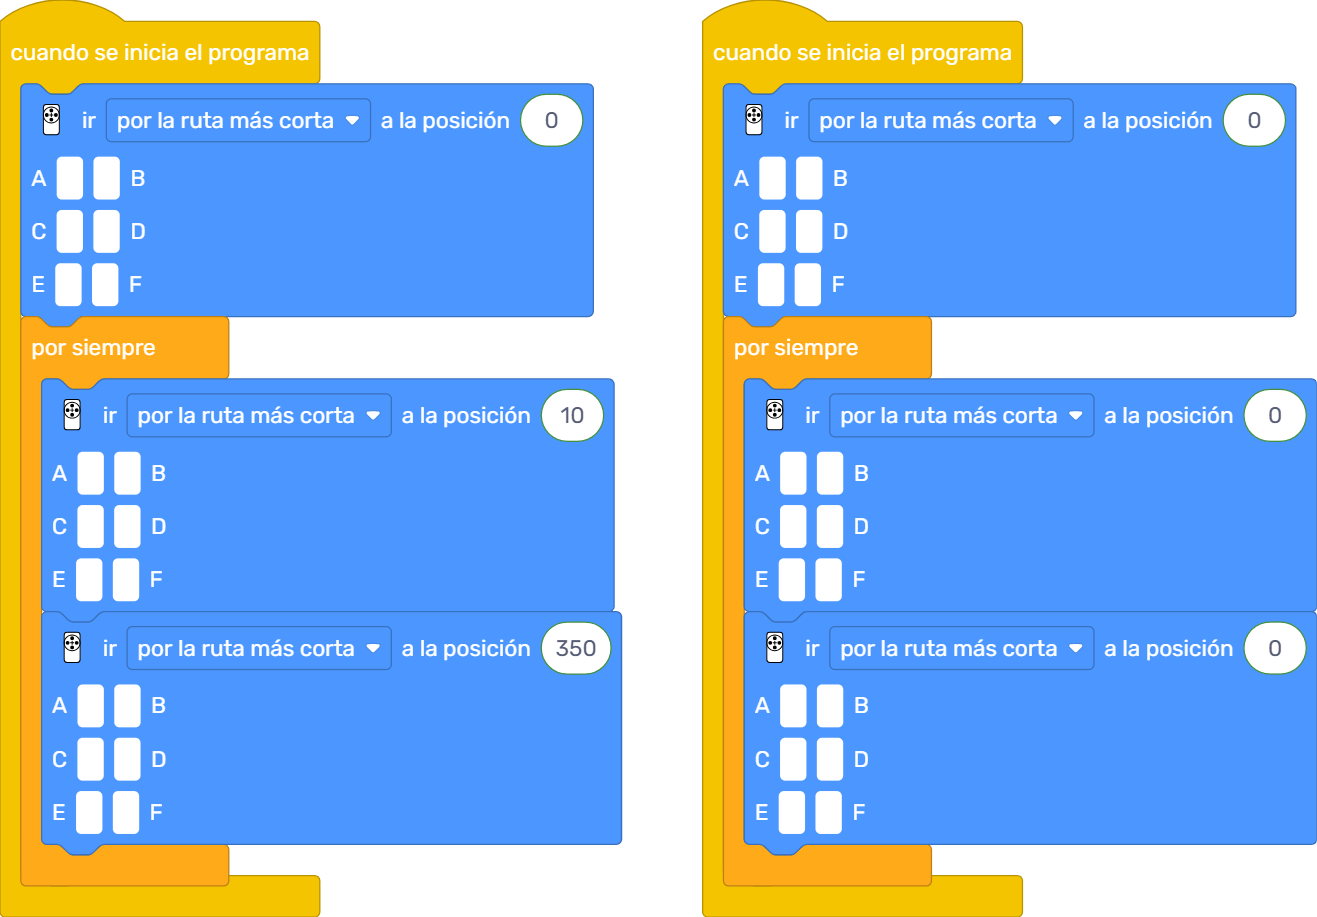 cuando se inicia el programa
ir por la ruta más corta a la posición 0
A B
C D
E F
por siempre
ir por la ruta más corta a la posición 10
A B
C D
E F
ir por la ruta más corta a la posición 350
A B
C D
E F
cuando se inicia el programa
ir por la ruta más corta a la posición 0
A B
C D
E F
por siempre
ir por la ruta más corta a la posición 0
A B
C D
E F
ir por la ruta más corta a la posición 0
A B
C D
E F